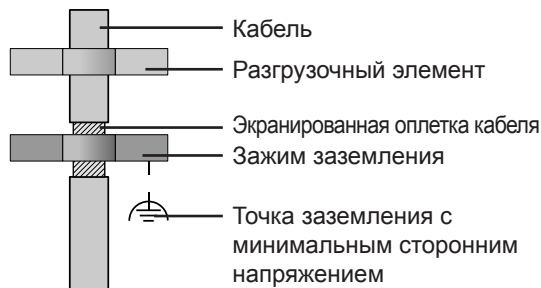 Кабель
Разгрузочный элемент
Экранированная оплетка кабеля
Зажим заземления
Точка заземления с
минимальным сторонним
напряжением